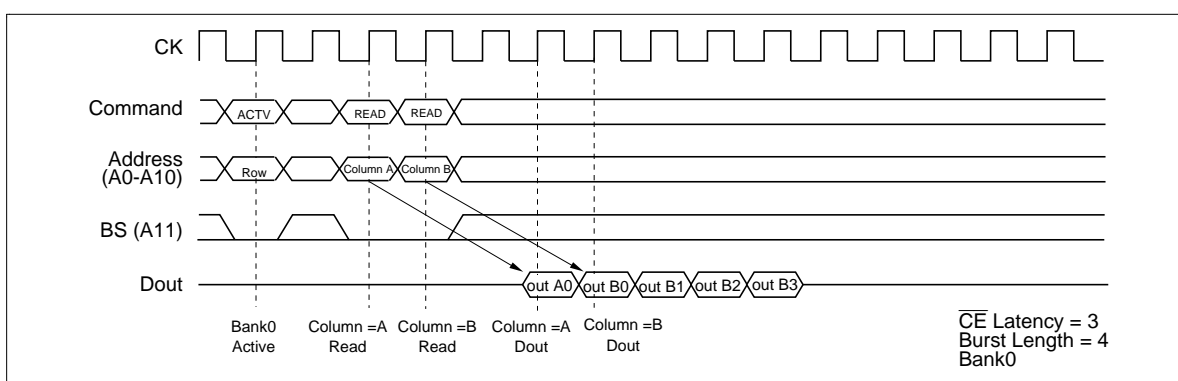 CK
Command
ACTV
READ
READ
Address
(A0-A10)
Row
Column A
Column B
BS (A11)
Dout
out A0
out B0
out B1
out B2
out B3
Bank0
Active
Column =A
Read
Column =B
Read
Column =A
Dout
Column =B
Dout
CE Latency = 3
Burst Length = 4
Bank0